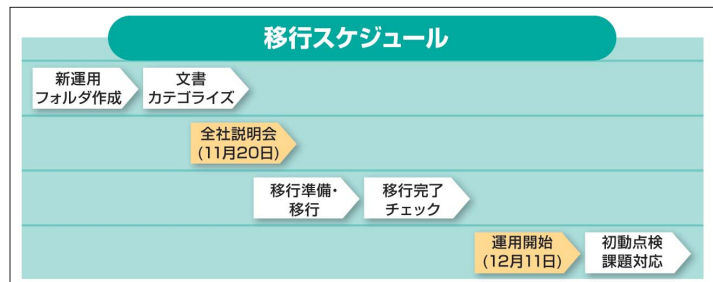 移行スケジュール
新運用
フォルダ作成
文書
カテゴライズ
全社説明会
(11月20日)
移行準備・
移行
移行完了
チェック
運用開始
(12月11日)
初動点検
課題対応